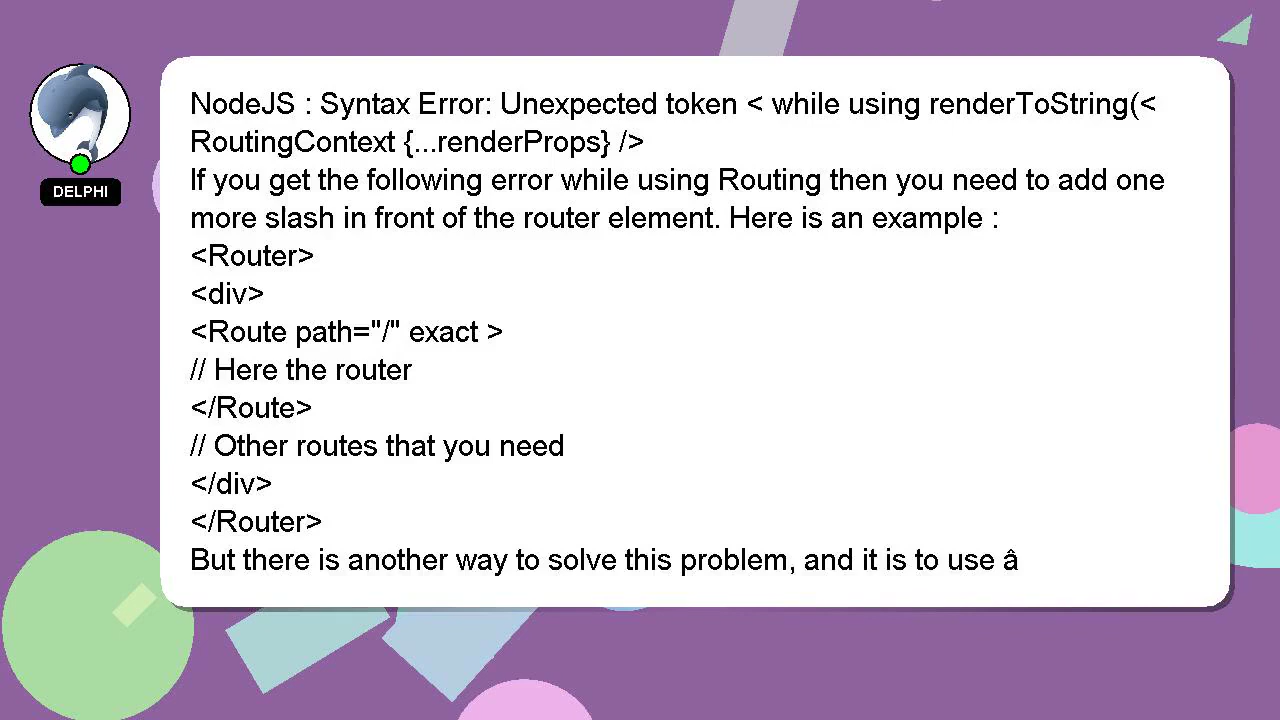 DELPHI
NodeJS : Syntax Error: Unexpected token < while using renderToString(<
RoutingContext {...renderProps} />
If you get the following error while using Routing then you need to add one
more slash in front of the router element. Here is an example :
<Router>
<div>
<Route path="/" exact >
// Here the router
</Route>
// Other routes that you need
</div>
</Router>
But there is another way to solve this problem, and it is to use â